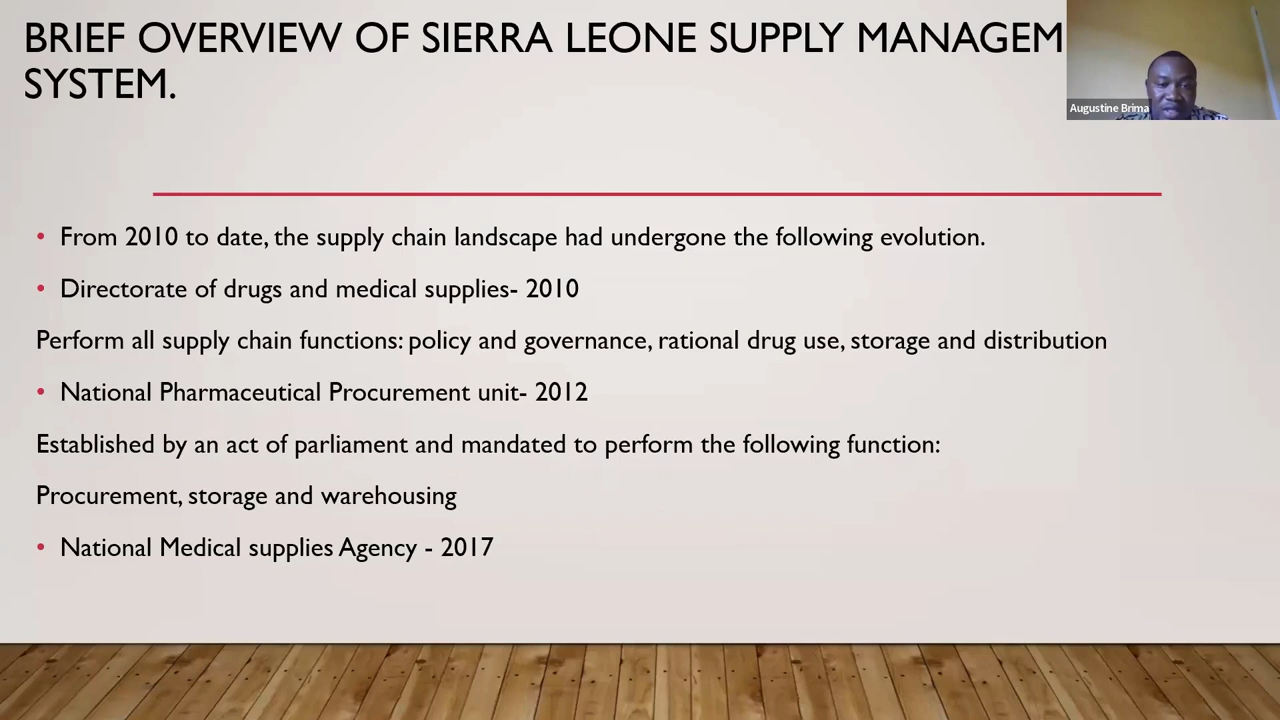 BRIEF OVERVIEW OF SIERRA LEONE SUPPLY MANAGEM
SYSTEM.
Augustine Brima
• From 2010 to date, the supply chain landscape had undergone the following evolution.
• Directorate of drugs and medical supplies- 2010
Perform all supply chain functions: policy and governance, rational drug use, storage and distribution
• National Pharmaceutical Procurement unit- 2012
Established by an act of parliament and mandated to perform the following function:
Procurement, storage and warehousing
• National Medical supplies Agency - 2017